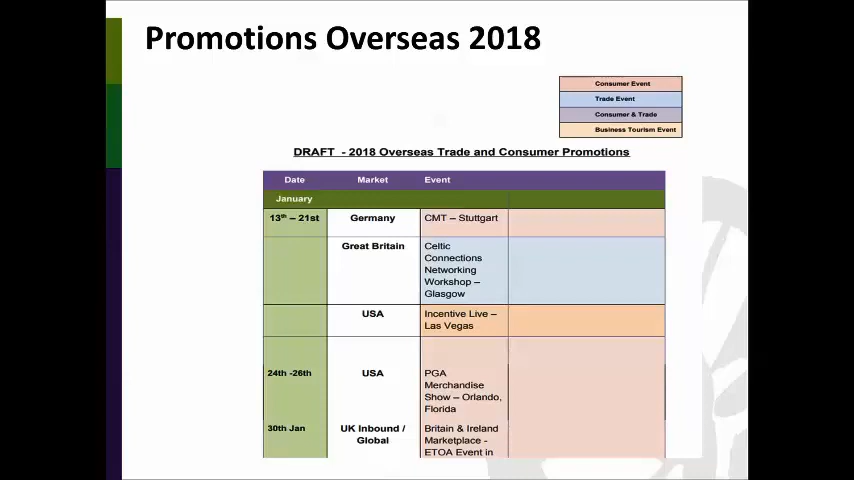 Promotions Overseas 2018
Consumer Event
Trade Event
Consumer & Trade
Business Tourism Event
DRAFT - 2018 Overseas Trade and Consumer Promotions
Date Market Event
January
13th – 21st Germany CMT – Stuttgart
Great Britain Celtic
Connections
Networking
Workshop –
Glasgow
USA Incentive Live –
Las Vegas
24th -26th USA PGA
Merchandise
Show – Orlando,
Florida
30th Jan UK Inbound / Britain & Ireland
Global Marketplace -
ETOA Event in